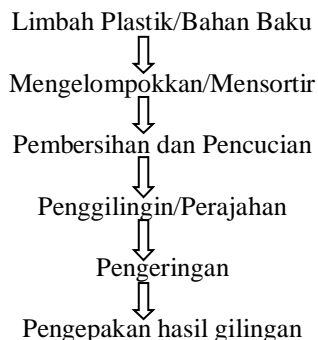 Limbah Plastik/Bahan Baku
Mengelompokkan/Mensortir
Pembersihan dan Pencucian
Penggilingin/Perajahan
Pengeringan
Pengepakan hasil gilingan